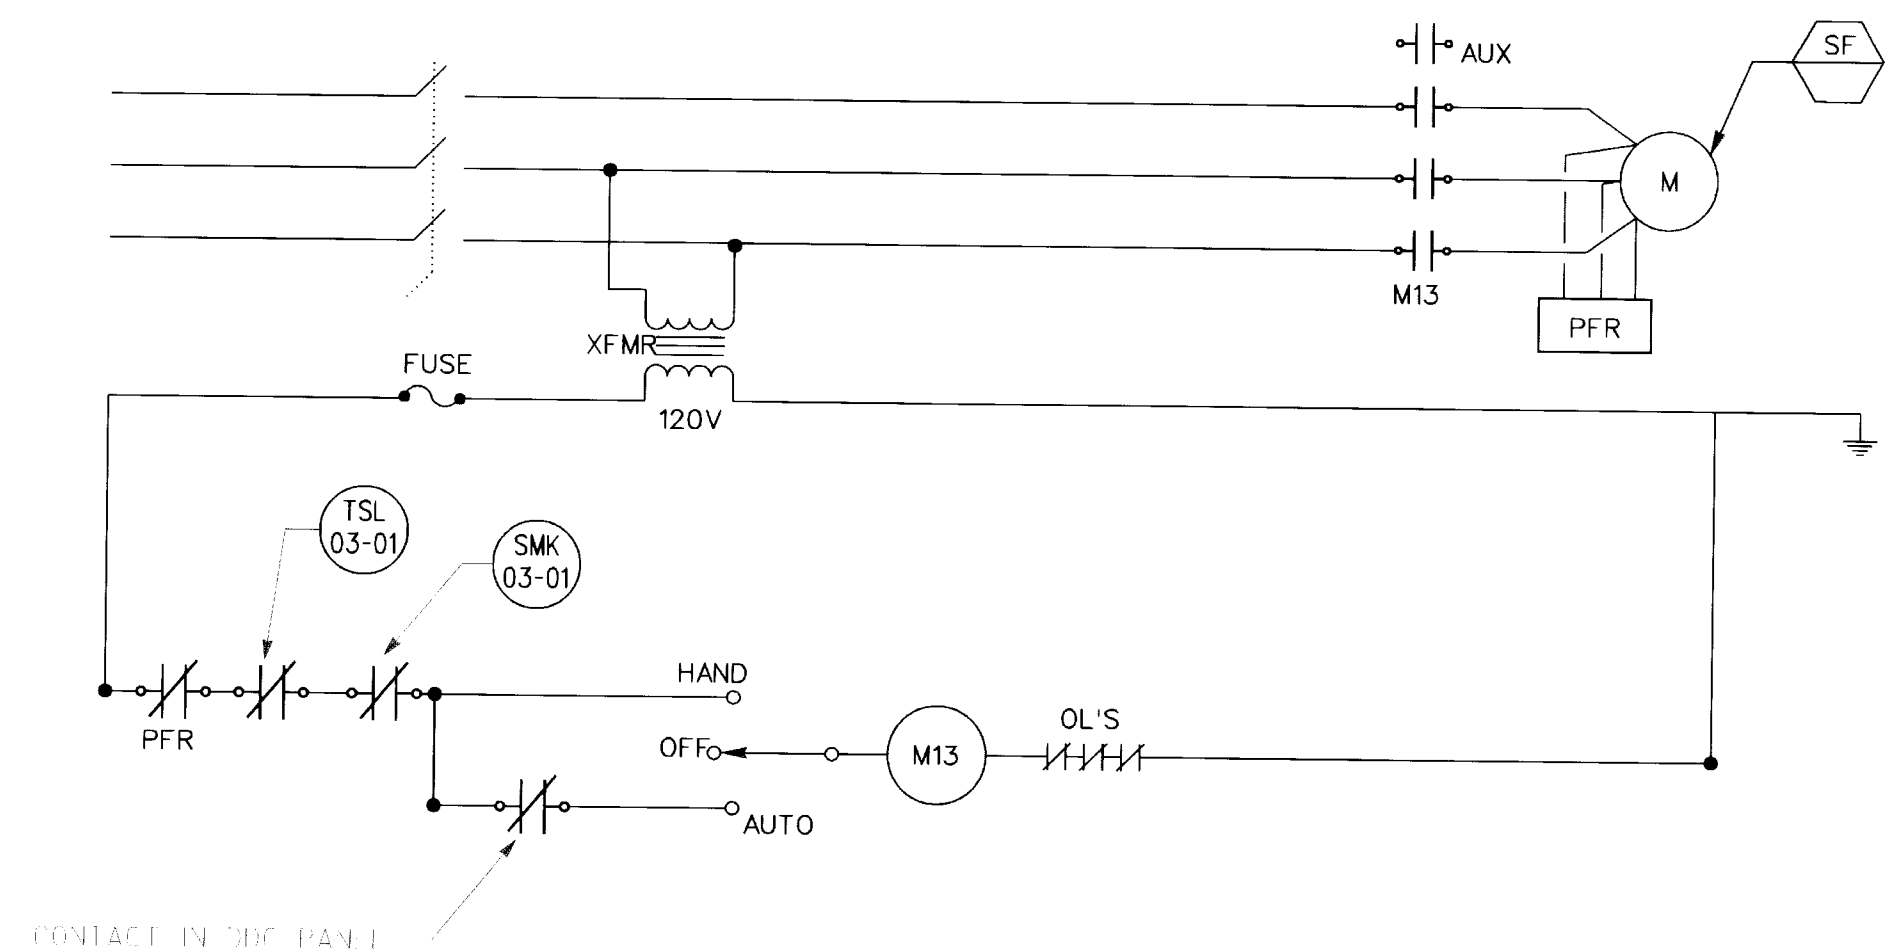 AUX
SF
M
M13
PFR
XFMR
FUSE
120V
TSL
03-01
SMK
03-01
HAND
PFR
OFF
M13
OL'S
AUTO
CONTACT IN DDC PANEL